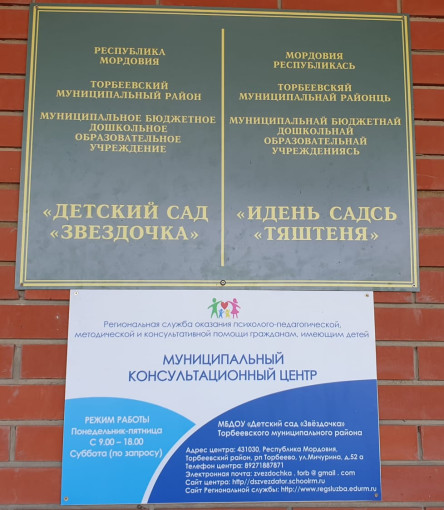 РЕСПУБЛИКА
МОРДОВИЯ
ТОРБЕЕВСКИЙ
МУНИЦИПАЛЬНЫЙ РАЙОН
МУНИЦИПАЛЬНОЕ БЮДЖЕТНОЕ
ДОШКОЛЬНОЕ
ОБРАЗОВАТЕЛЬНОЕ
УЧРЕЖДЕНИЕ
«ДЕТСКИЙ САД
«ЗВЕЗДОЧКА»
МОРДОВИЯ
РЕСПУБЛИКАСЬ
ТОРБЕЕВСКЯЙ
МУНИЦИПАЛЬНАЙ РАЙОНЦЬ
МУНИЦИПАЛЬНАЙ БЮДЖЕТНАЙ
ДОШКОЛЬНАЙ
ОБРАЗОВАТЕЛЬНАЙ
УЧРЕЖДЕНИЯСЬ
«ИДЕНЬ САДСЬ
«ТЯШТЕНЯ»
Региональная служба оказания психолого-педагогической,
методической и консультативной помощи гражданам, имеющим детей
МУНИЦИПАЛЬНЫЙ
КОНСУЛЬТАЦИОННЫЙ ЦЕНТР
РЕЖИМ РАБОТЫ
Понедельник-пятница
С 9.00 – 18.00
Суббота (по запросу)
МБДОУ «Детский сад «Звёздочка»
Торбеевского муниципального района
Адрес центра: 431030, Республика Мордовия,
Торбеевский район, рп Торбеево, ул.Мичурина, д.52 а
Телефон центра: 89271887871
Электронная почта: zvezdochka . torb @ gmail . com
Сайт центра: http://dszvezdator.schoolrm.ru
Сайт Региональной службы: http://www.regsluzba.edurm.ru